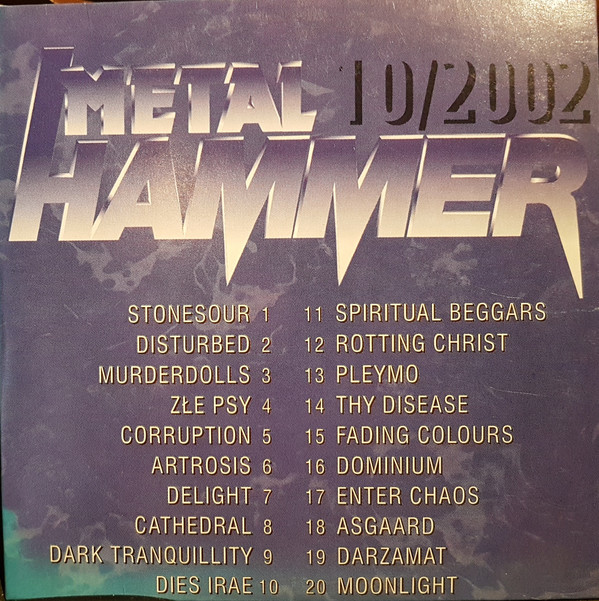 METAL 10/2002
HAMMER
STONESOUR 1
DISTURBED 2
MURDERDOLLS 3
ZŁE PSY 4
CORRUPTION 5
ARTROSIS 6
DELIGHT 7
CATHEDRAL 8
DARK TRANQUILLITY 9
DIES IRAE 10
11 SPIRITUAL BEGGARS
12 ROTTING CHRIST
13 PLEYMO
14 THY DISEASE
15 FADING COLOURS
16 DOMINIUM
17 ENTER CHAOS
18 ASGAARD
19 DARZAMAT
20 MOONLIGHT